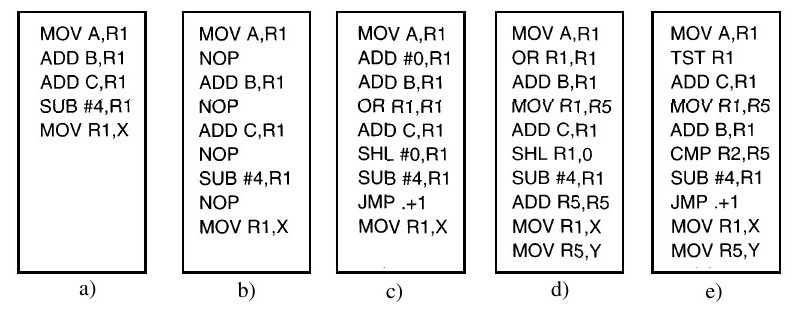 MOV A,R1
ADD B,R1
ADD C,R1
SUB #4,R1
MOV R1,X
a)
MOV A,R1
NOP
ADD B,R1
NOP
ADD C,R1
NOP
SUB #4,R1
NOP
MOV R1,X
b)
MOV A,R1
ADD #0,R1
ADD B,R1
OR R1,R1
ADD C,R1
SHL #0,R1
SUB #4,R1
JMP .+1
MOV R1,X
c)
MOV A,R1
OR R1,R1
ADD B,R1
MOV R1,R5
ADD C,R1
SHL R1,0
SUB #4,R1
ADD R5,R5
MOV R1,X
MOV R5,Y
d)
MOV A,R1
TST R1
ADD C,R1
MOV R1,R5
ADD B,R1
CMP R2,R5
SUB #4,R1
JMP .+1
MOV R1,X
MOV R5,Y
e)